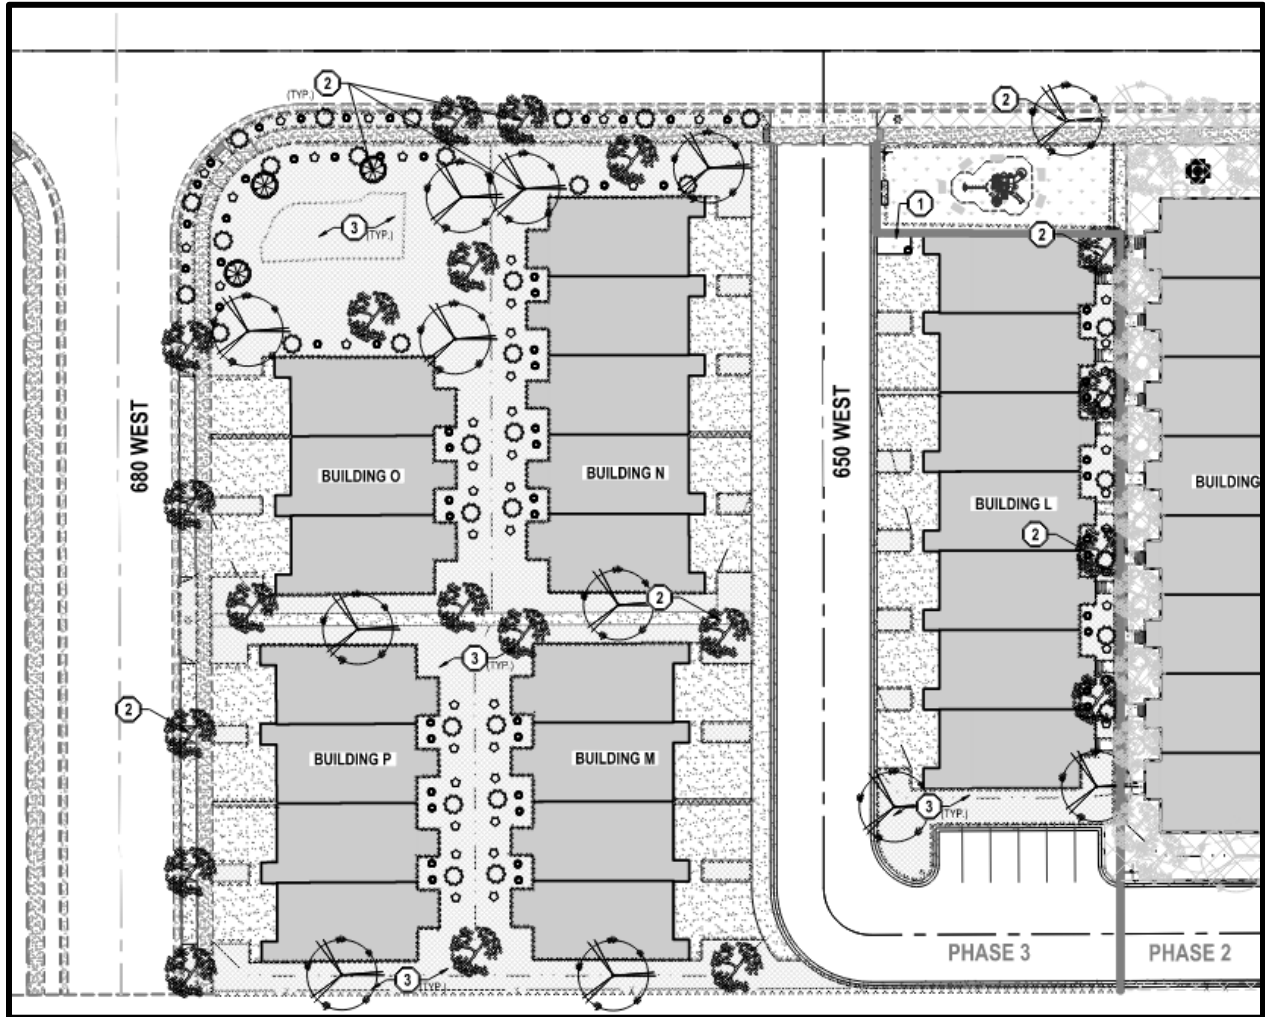 2
(TYP.)
2
1
3
(TYP.)
2
680 WEST
650 WEST
BUILDING O
BUILDING N
BUILDING L
BUILDING
2
2
3
(TYP.)
2
BUILDING P
BUILDING M
3
(TYP.)
3
(TYP.)
PHASE 3
PHASE 2